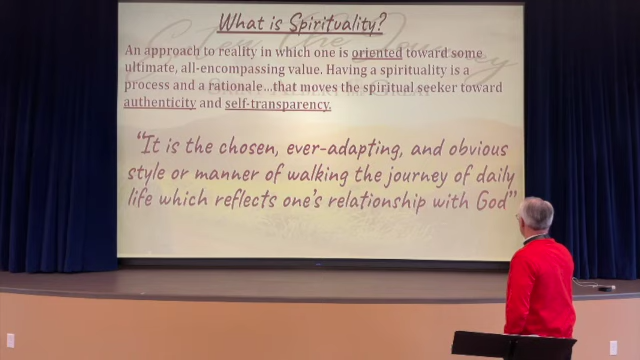 What is Spirituality?
An approach to reality in which one is oriented toward some
ultimate, all-encompassing value. Having a spirituality is a
process and a rationale...that moves the spiritual seeker toward
authenticity and self-transparency.
“It is the chosen, ever-adapting, and obvious
style or manner of walking the journey of daily
life which reflects one’s relationship with God”